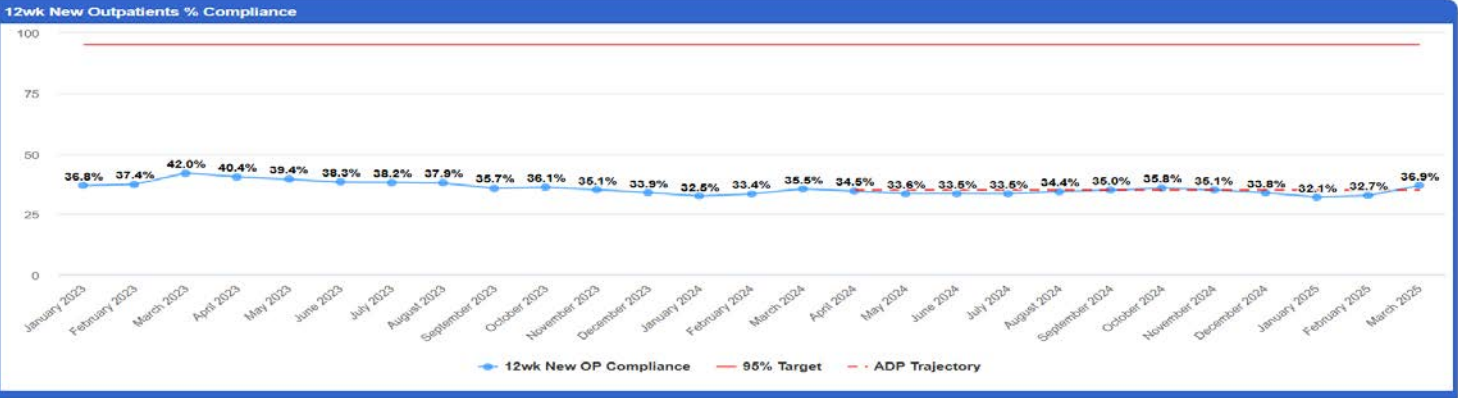 12wk New Outpatients % Compliance
100
75
50
25
0
36.8%
37.4%
42.0%
40.4%
39.4%
38.3%
38.2%
37.9%
35.7%
36.1%
35.1%
33.9%
32.5%
33.4%
35.5%
34.5%
33.6%
33.5%
33.5%
34.4%
35.0%
35.8%
35.1%
33.8%
32.1%
32.7%
36.9%
January 2023
February 2023
March 2023
April 2023
May 2023
June 2023
July 2023
August 2023
September 2023
October 2023
November 2023
December 2023
January 2024
February 2024
March 2024
April 2024
May 2024
June 2024
July 2024
August 2024
September 2024
October 2024
November 2024
December 2024
January 2025
February 2025
March 2025
12wk New OP Compliance
95% Target
ADP Trajectory